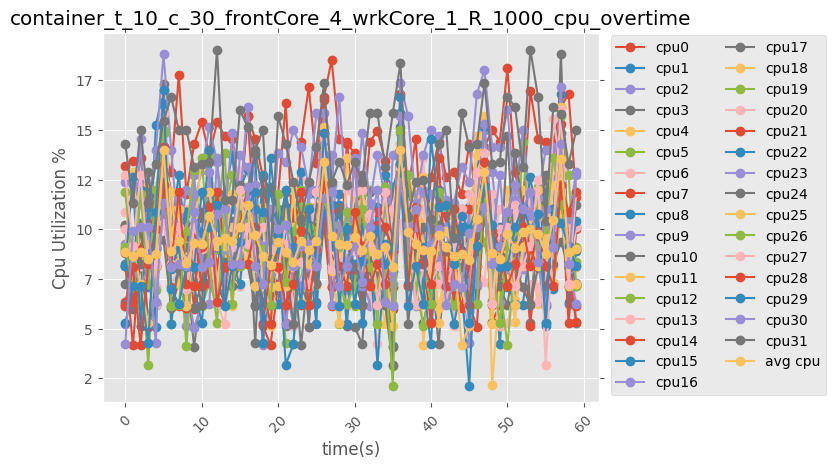 container_t_10_c_30_frontCore_4_wrkCore_1_R_1000_cpu_overtime
Cpu Utilization %
17
15
12
10
7
5
2
0
10
20
30
40
50
60
time(s)
cpu0
cpu1
cpu2
cpu3
cpu4
cpu5
cpu6
cpu7
cpu8
cpu9
cpu10
cpu11
cpu12
cpu13
cpu14
cpu15
cpu16
cpu17
cpu18
cpu19
cpu20
cpu21
cpu22
cpu23
cpu24
cpu25
cpu26
cpu27
cpu28
cpu29
cpu30
cpu31
avg cpu